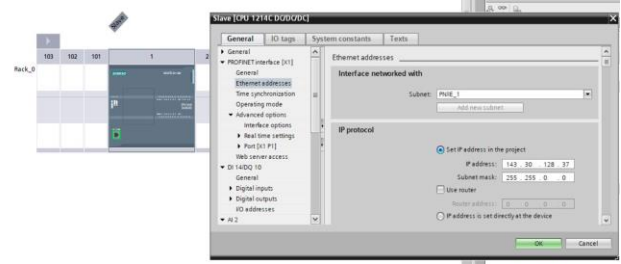 Slave [CPU 1214C DC/DC/DC]
General
IO tags
System constants
Texts
Slave
103
102
101
1
2
Rack_0
General
PROFINET interface [X1]
General
Ethernet addresses
Time synchronization
Operating mode
Advanced options
Interface options
Real time settings
Port [X1 P1]
Web server access
DI 14/DQ 10
General
Digital inputs
Digital outputs
I/O addresses
AI 2
Ethernet addresses
Interface networked with
Subnet: PN/IE_1
Add new subnet
IP protocol
Set IP address in the project
IP address: 143 . 30 . 128 . 37
Subnet mask: 255 . 255 . 0 . 0
Use router
Router address: 0 . 0 . 0 . 0
IP address is set directly at the device
OK
Cancel